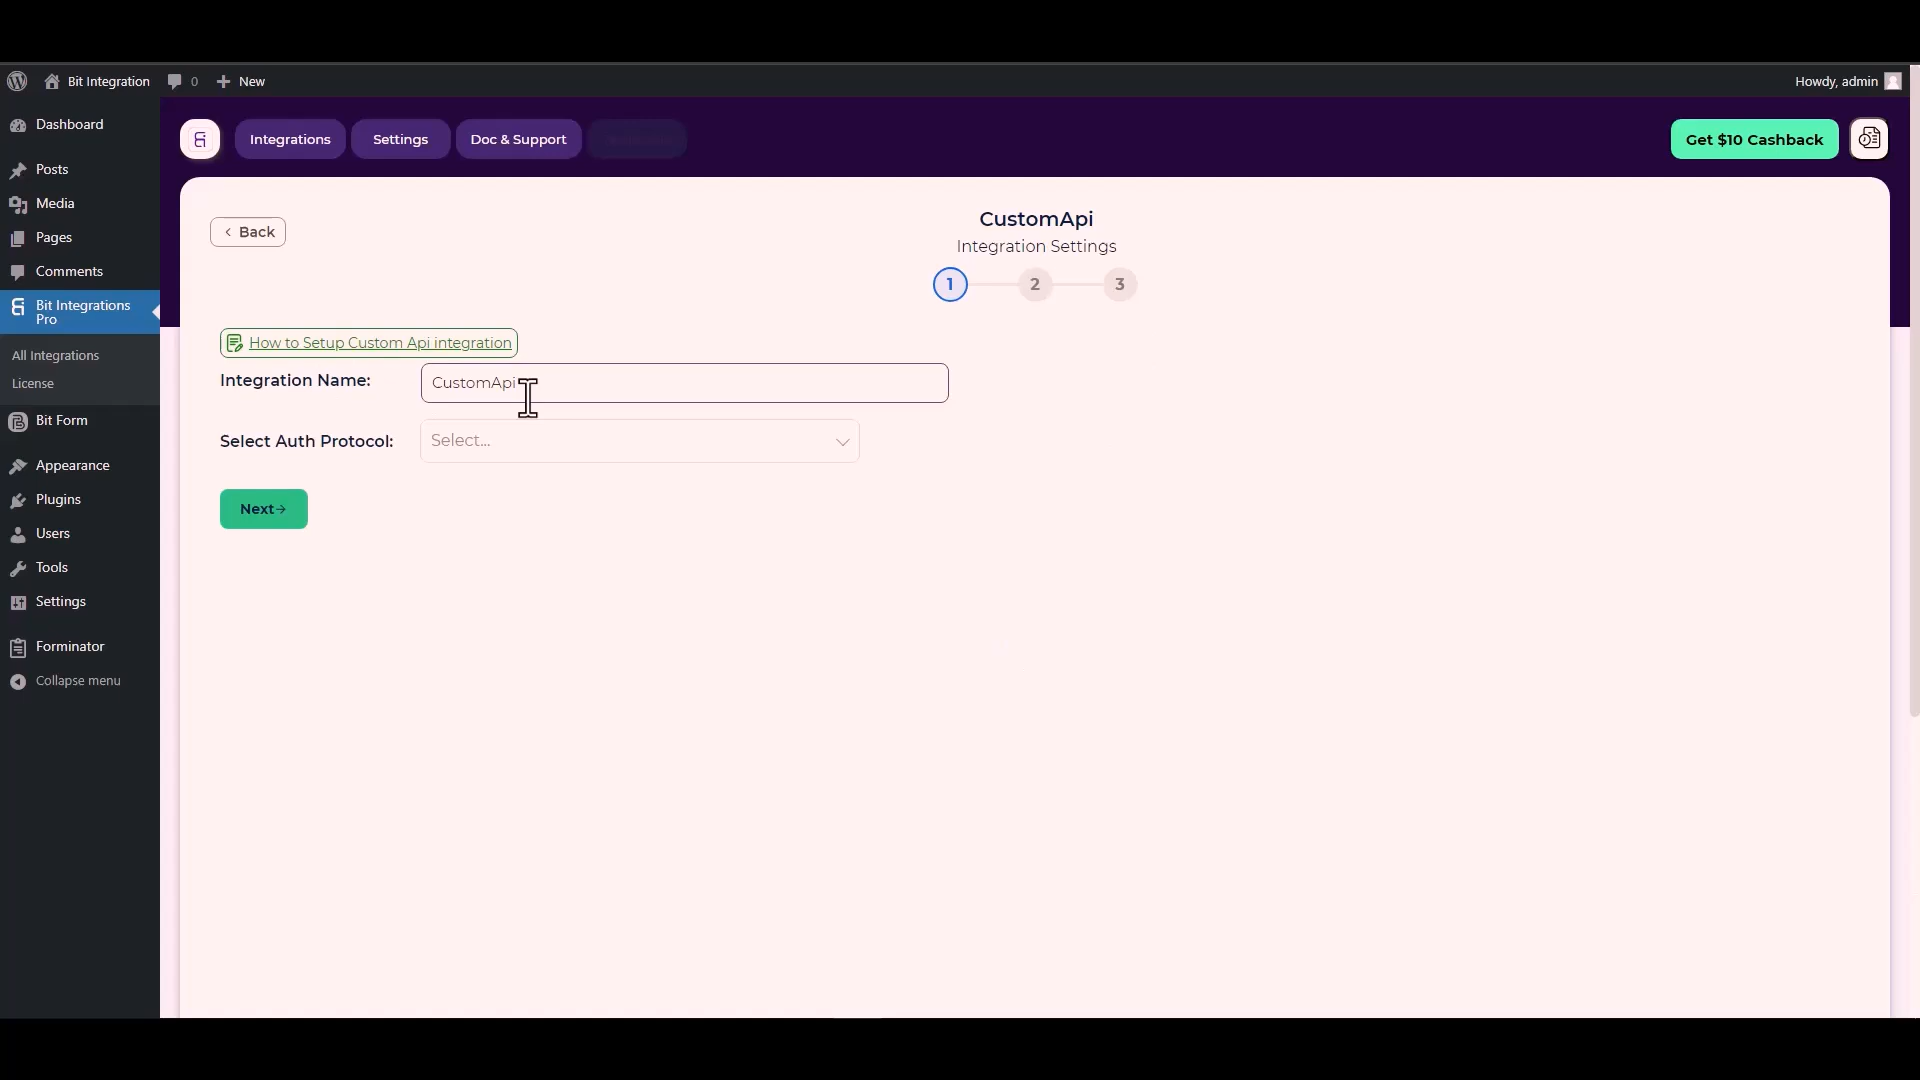 Bit Integration
0
New
Howdy, admin
Dashboard
Posts
Media
Pages
Comments
Bit Integrations
Pro
All Integrations
License
Bit Form
Appearance
Plugins
Users
Tools
Settings
Forminator
Collapse menu
Integrations
Settings
Doc & Support
Get $10 Cashback
Back
CustomApi
Integration Settings
1
2
3
How to Setup Custom Api integration
Integration Name:
CustomApi
Select Auth Protocol:
Select...
Next→